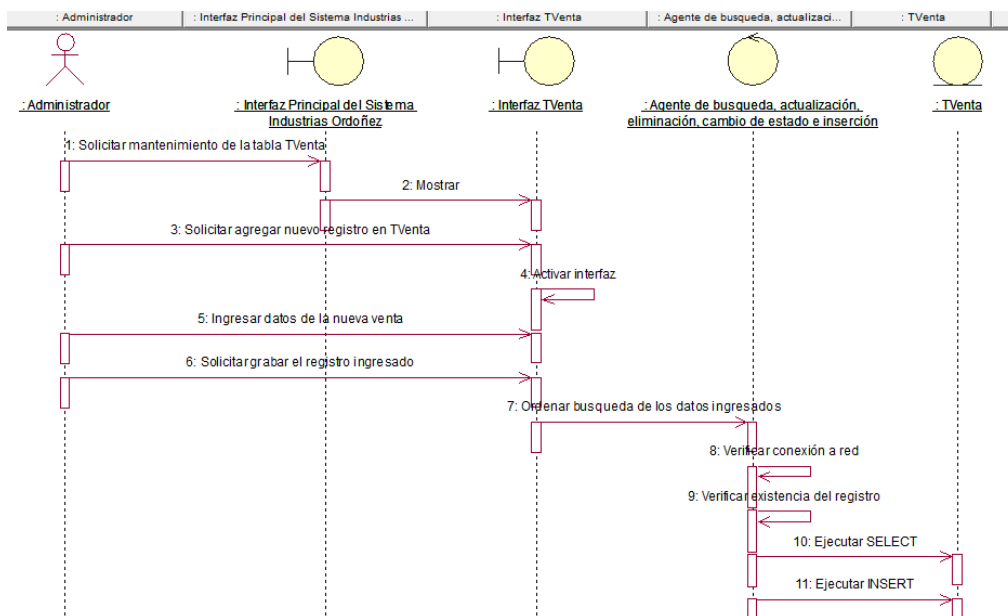 : Administrador
: Interfaz Principal del Sistema Industrias ...
: Interfaz TVenta
: Agente de busqueda, actualizaci...
: TVenta
: Administrador
: Interfaz Principal del Sistema
Industrias Ordoñez
: Interfaz TVenta
: Agente de busqueda, actualización,
eliminación, cambio de estado e inserción
: TVenta
1: Solicitar mantenimiento de la tabla TVenta
2: Mostrar
3: Solicitar agregar nuevo registro en TVenta
4: Activar interfaz
5: Ingresar datos de la nueva venta
6: Solicitar grabar el registro ingresado
7: Ordenar busqueda de los datos ingresados
8: Verificar conexión a red
9: Verificar existencia del registro
10: Ejecutar SELECT
11: Ejecutar INSERT